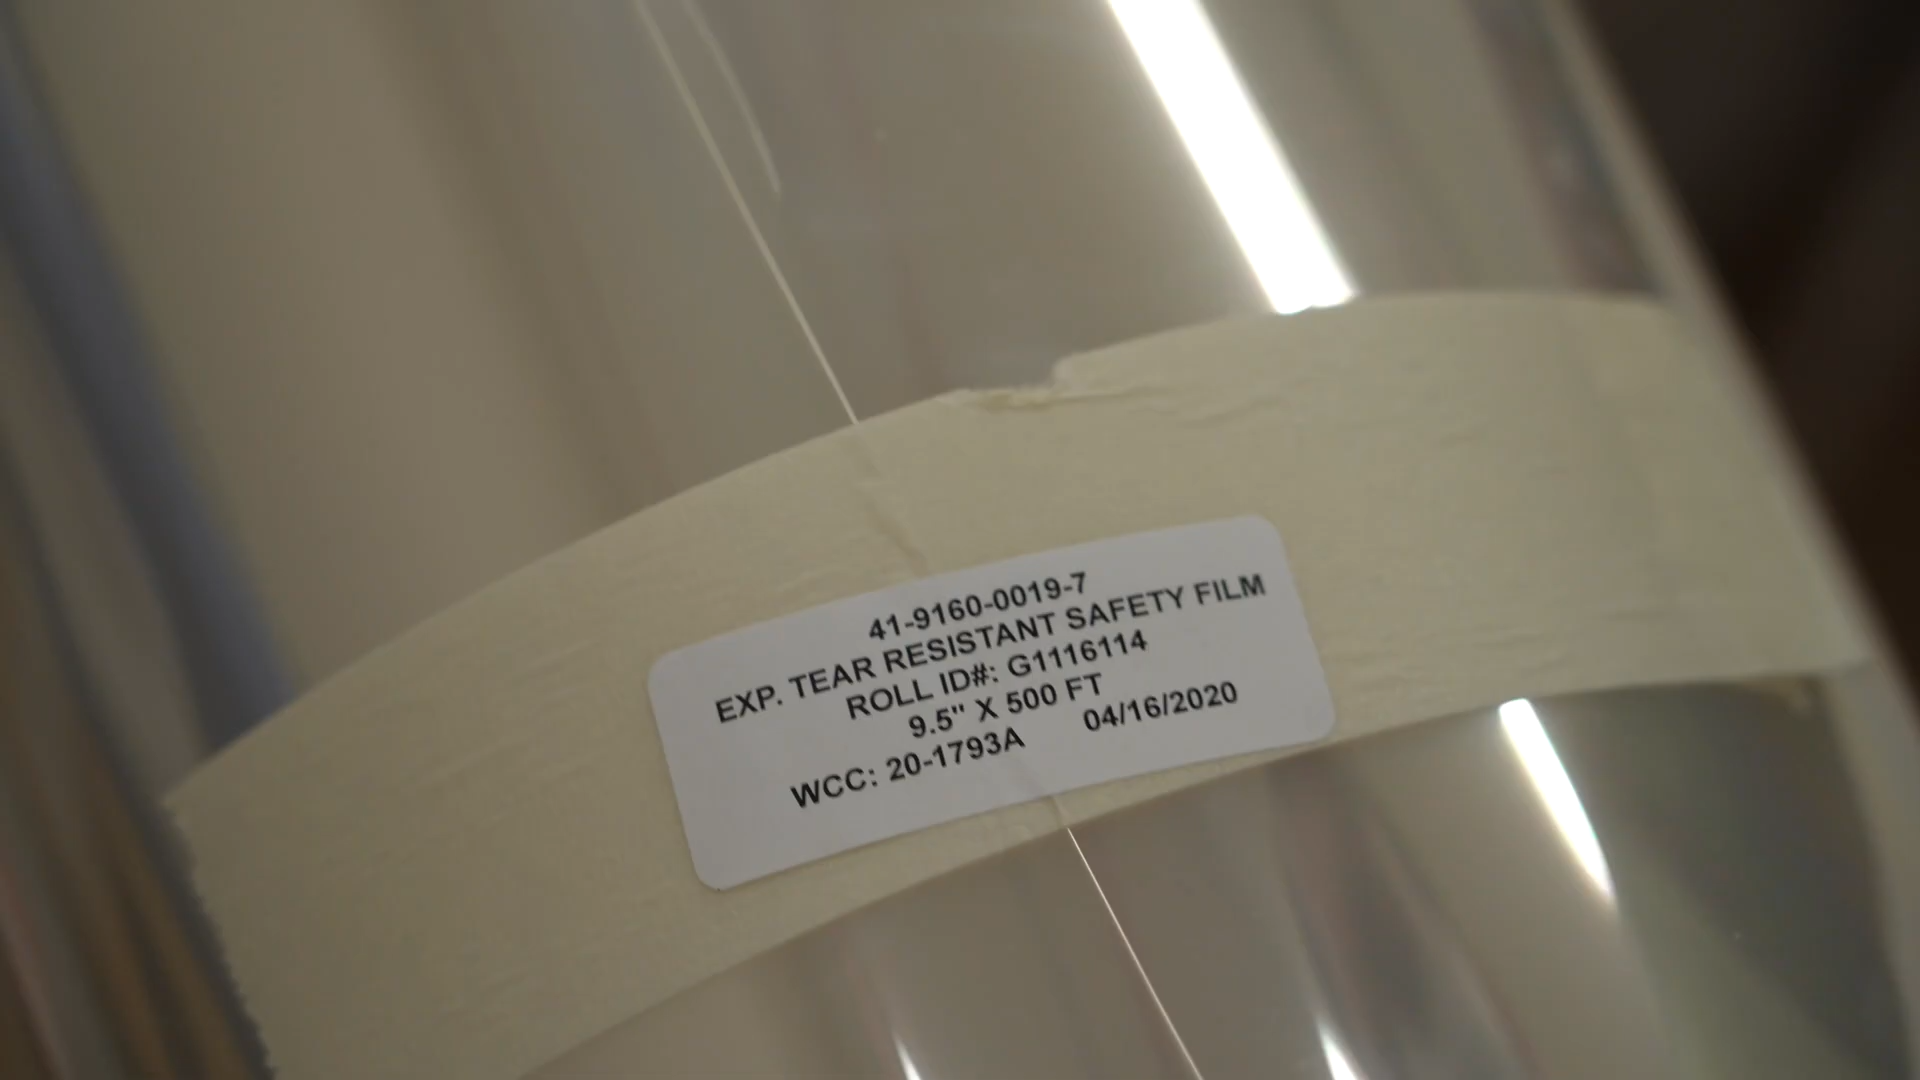 41-9160-0019-7
EXP. TEAR RESISTANT SAFETY FILM
ROLL ID#: G1116114
9.5" X 500 FT
WCC: 20-1793A 04/16/2020